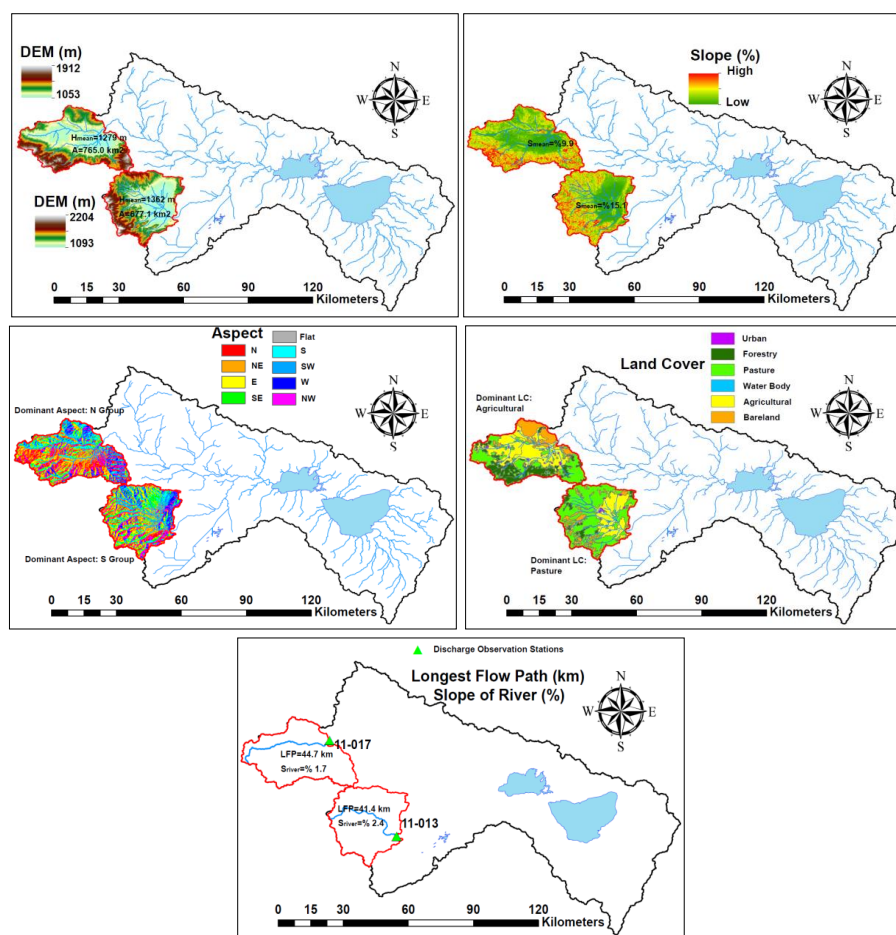 DEM (m)
1912
1053
Hmean=1279 m
A=765.0 km2
Hmean=1362 m
A=677.1 km2
DEM (m)
2204
1093
N
W E
S
0 15 30 60 90 120
Kilometers
Slope (%)
High
Low
Smean=%9.9
Smean=%15.1
N
W E
S
0 15 30 60 90 120
Kilometers
Aspect
N
NE
E
SE
Flat
S
SW
W
NW
Dominant Aspect: N Group
Dominant Aspect: S Group
N
W E
S
0 15 30 60 90 120
Kilometers
Land Cover
Urban
Forestry
Pasture
Water Body
Agricultural
Bareland
Dominant LC:
Agricultural
Dominant LC:
Pasture
N
W E
S
0 15 30 60 90 120
Kilometers
Discharge Observation Stations
Longest Flow Path (km)
Slope of River (%)
N
W E
S
11-017
LFP=44.7 km
Sriver=% 1.7
LFP=41.4 km
Sriver=% 2.4
11-013
0 15 30 60 90 120
Kilometers